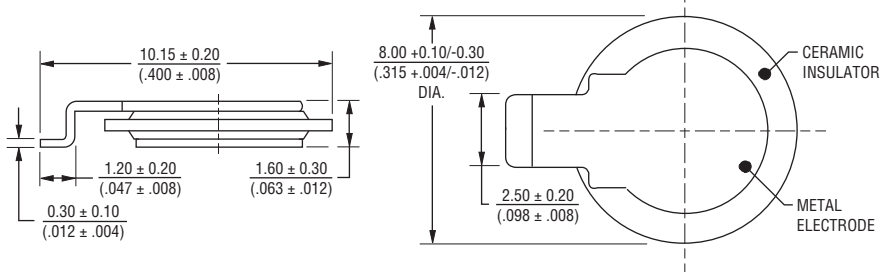 10.15 ± 0.20
(.400 ± .008)
1.20 ± 0.20
(.047 ± .008)
1.60 ± 0.30
(.063 ± .012)
0.30 ± 0.10
(.012 ± .004)
8.00 +0.10/-0.30
(.315 +.004/-.012)
DIA.
2.50 ± 0.20
(.098 ± .008)
CERAMIC
INSULATOR
METAL
ELECTRODE